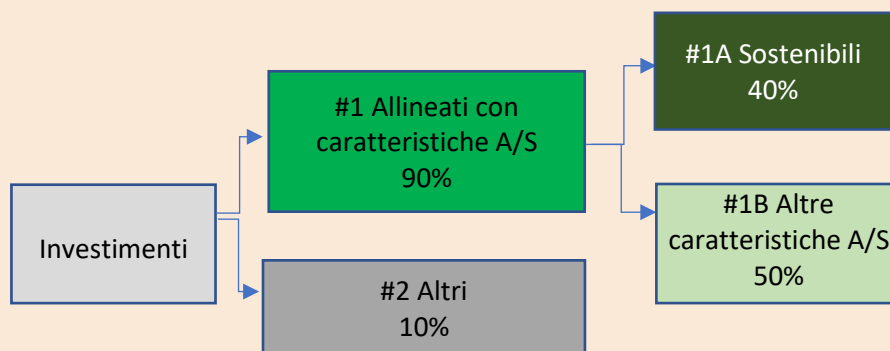 #1A Sostenibili
40%
#1 Allineati con
caratteristiche A/S
90%
#1B Altre
caratteristiche A/S
50%
Investimenti
#2 Altri
10%